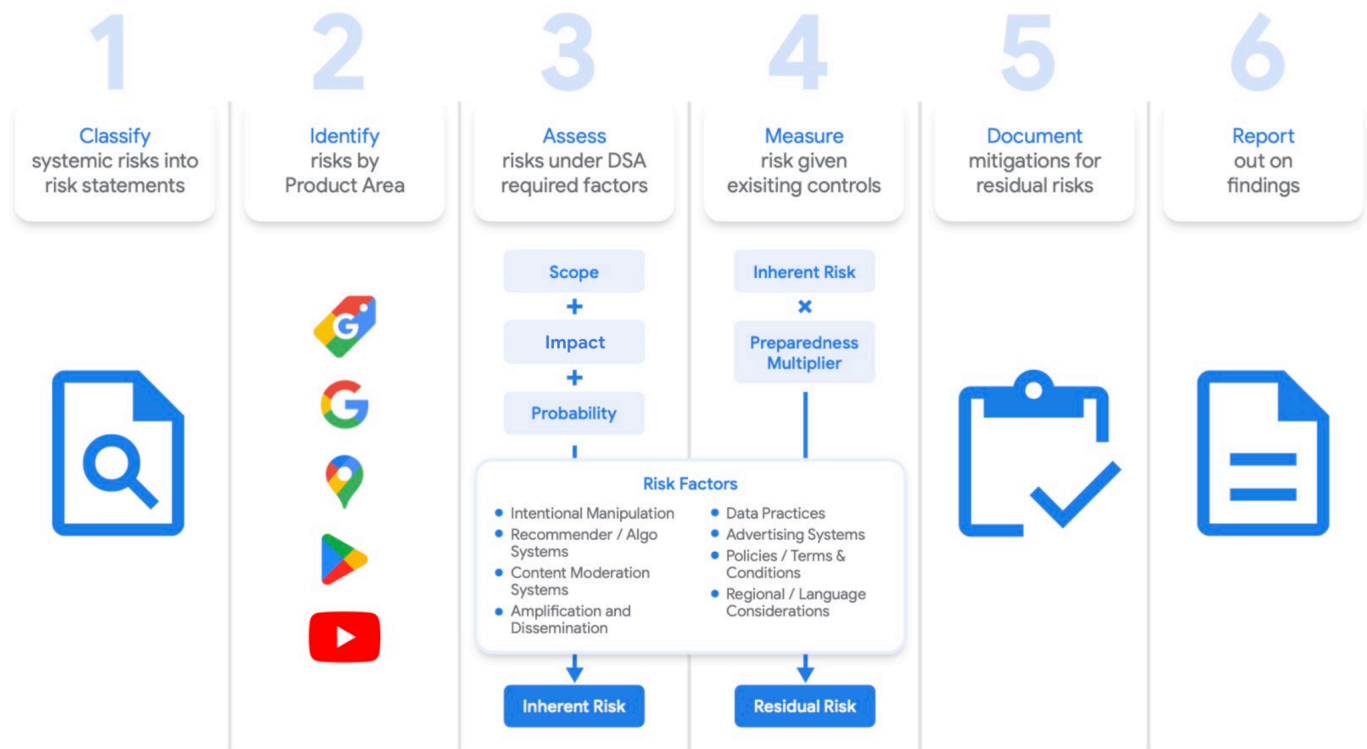 1
Classify
systemic risks into
risk statements
2
Identify
risks by
Product Area
3
Assess
risks under DSA
required factors
Scope
+
Impact
+
Probability
4
Measure
risk given
exisiting controls
Inherent Risk
×
Preparedness
Multiplier
Risk Factors
• Intentional Manipulation
• Recommender / Algo
Systems
• Content Moderation
Systems
• Amplification and
Dissemination
• Data Practices
• Advertising Systems
• Policies / Terms &
Conditions
• Regional / Language
Considerations
Inherent Risk
Residual Risk
5
Document
mitigations for
residual risks
6
Report
out on
findings